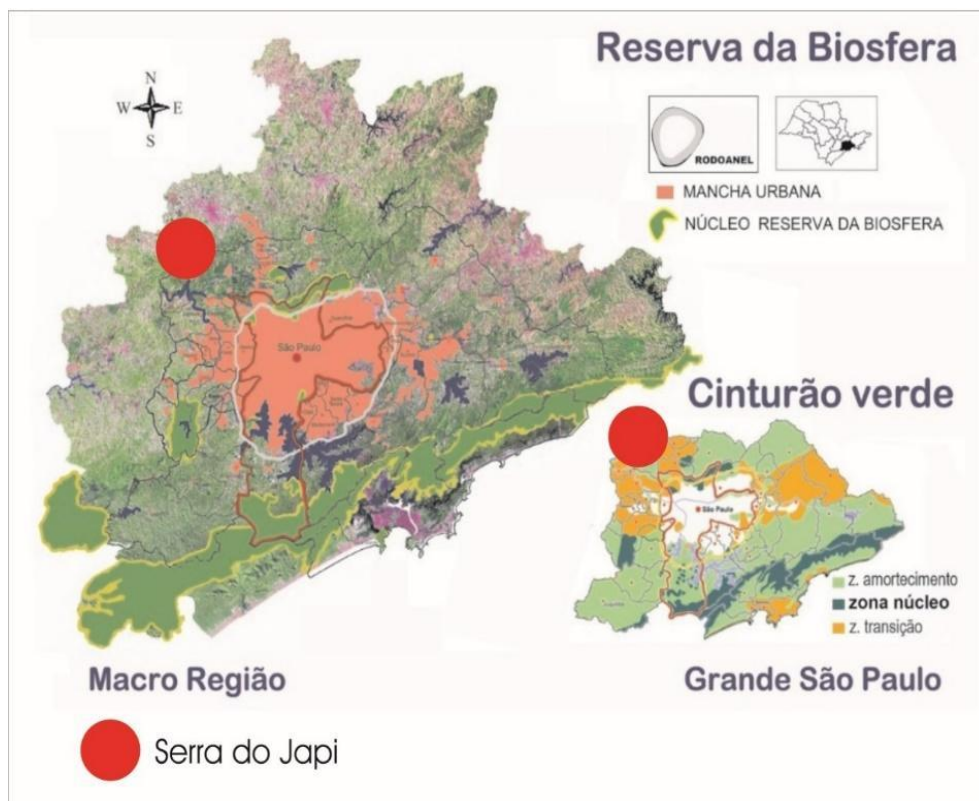 Reserva da Biosfera
N
W E
S
RODOANEL
MANCHA URBANA
NÚCLEO RESERVA DA BIOSFERA
São Paulo
Cinturão verde
São Paulo
z. amortecimento
zona núcleo
z. transição
Macro Região
Grande São Paulo
Serra do Japi